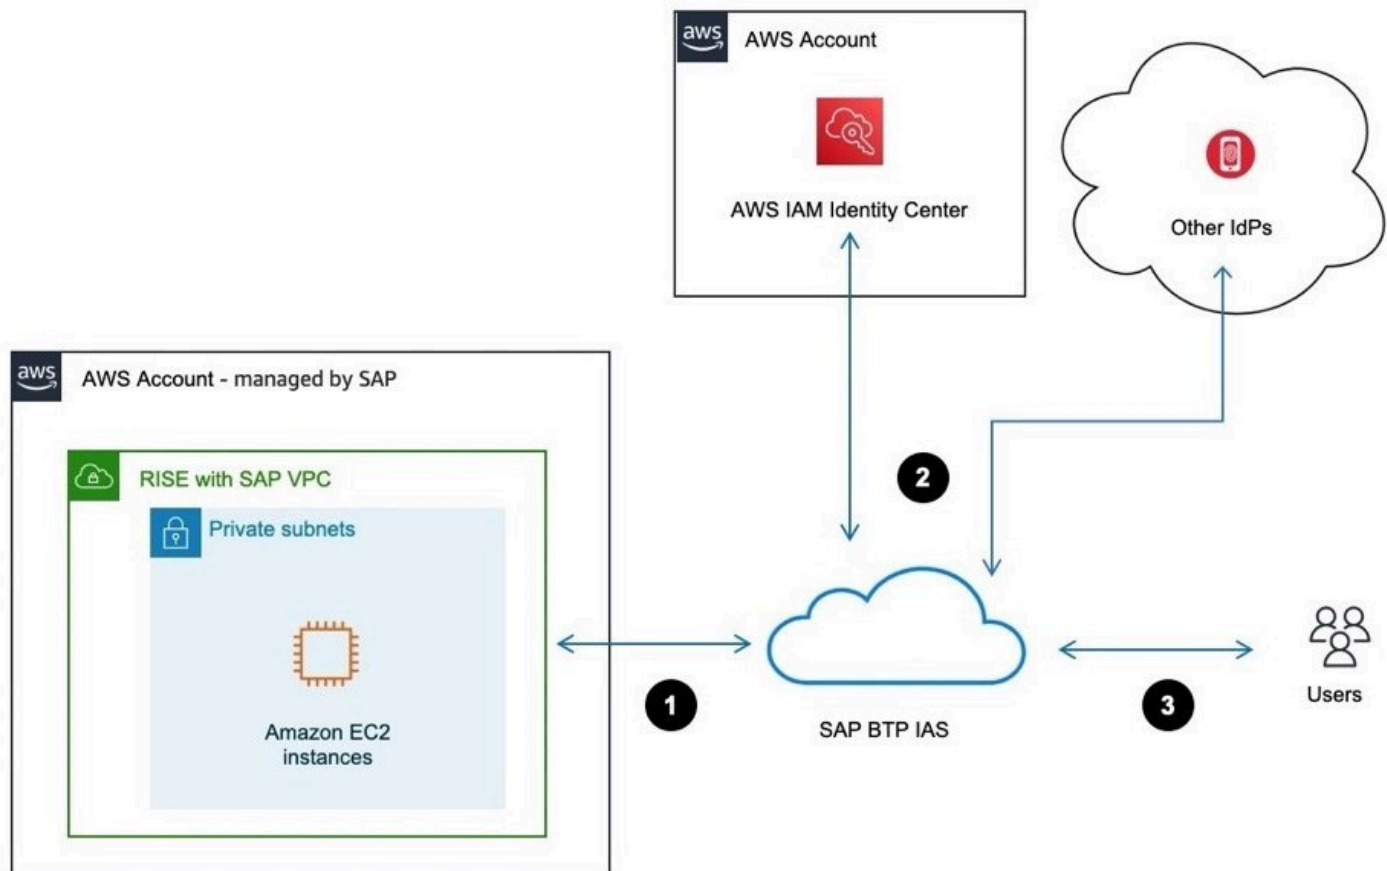 aws
AWS Account
AWS IAM Identity Center
Other IdPs
aws
AWS Account - managed by SAP
RISE with SAP VPC
Private subnets
2
Amazon EC2
instances
1
SAP BTP IAS
3
Users